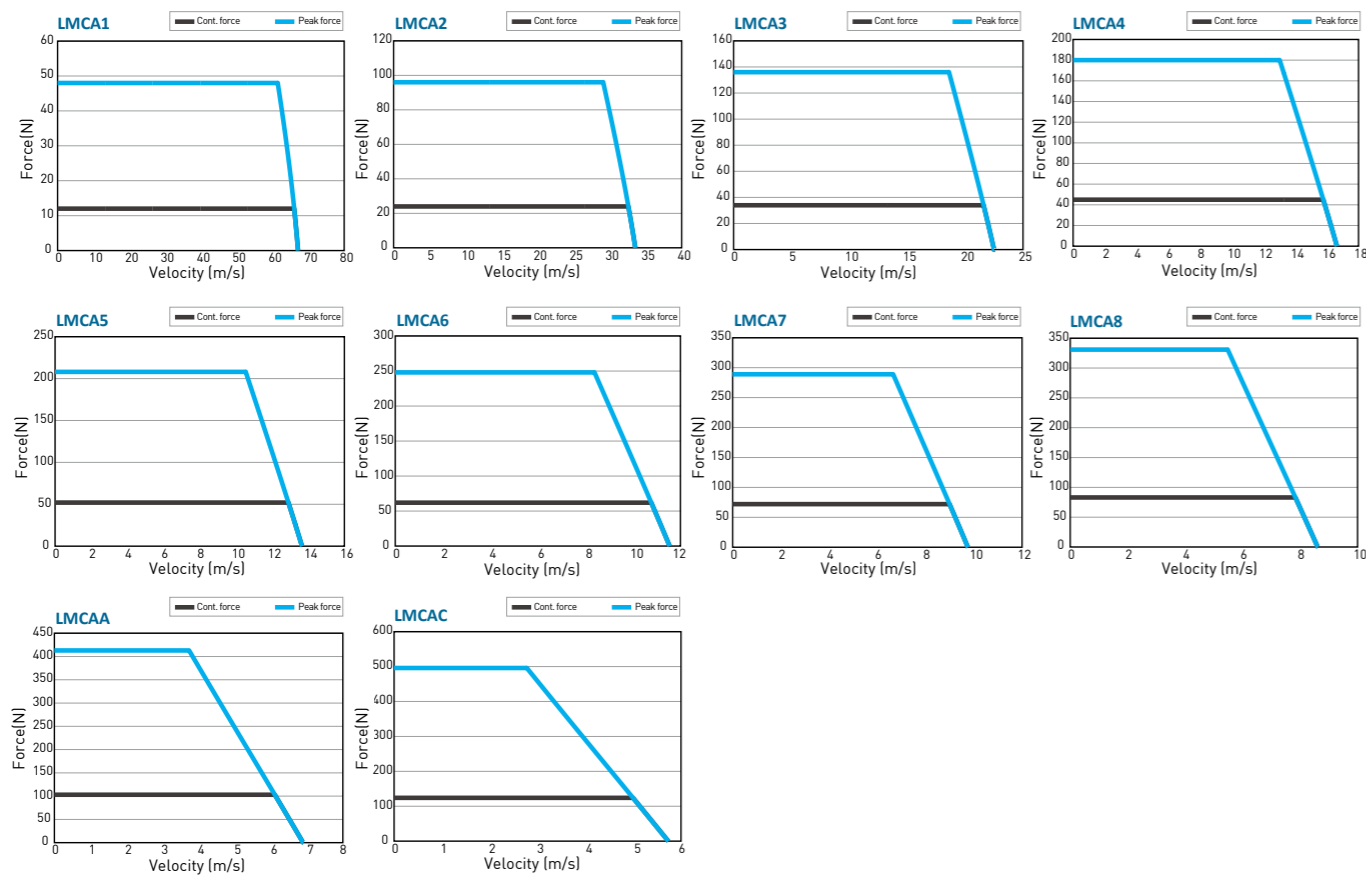 LMCA1
Cont. force Peak force
Force(N)
60
50
40
30
20
10
0
0 10 20 30 40 50 60 70 80
Velocity (m/s)
LMCA2
Cont. force Peak force
Force(N)
120
100
80
60
40
20
0
0 5 10 15 20 25 30 35 40
Velocity (m/s)
LMCA3
Cont. force Peak force
Force(N)
160
140
120
100
80
60
40
20
0
0 5 10 15 20 25
Velocity (m/s)
LMCA4
Cont. force Peak force
Force(N)
200
180
160
140
120
100
180
60
40
20
0
0 2 4 6 8 10 12 14 16 18
Velocity (m/s)
LMCA5
Cont. force Peak force
Force(N)
250
200
150
100
50
0
0 2 4 6 8 10 12 14 16
Velocity (m/s)
LMCA6
Cont. force Peak force
Force(N)
300
250
200
150
100
50
0
0 2 4 6 8 10 12
Velocity (m/s)
LMCA7
Cont. force Peak force
Force(N)
350
300
250
200
150
100
50
0
0 2 4 6 8 10 12
Velocity (m/s)
LMCA8
Cont. force Peak force
Force(N)
350
300
250
200
150
100
50
0
0 2 4 6 8 10
Velocity (m/s)
LMCAA
Cont. force Peak force
Force(N)
450
400
350
300
250
200
150
100
50
0
0 1 2 3 4 5 6 7 8
Velocity (m/s)
LMCAC
Cont. force Peak force
Force(N)
600
500
400
300
200
100
0
0 1 2 3 4 5 6
Velocity (m/s)